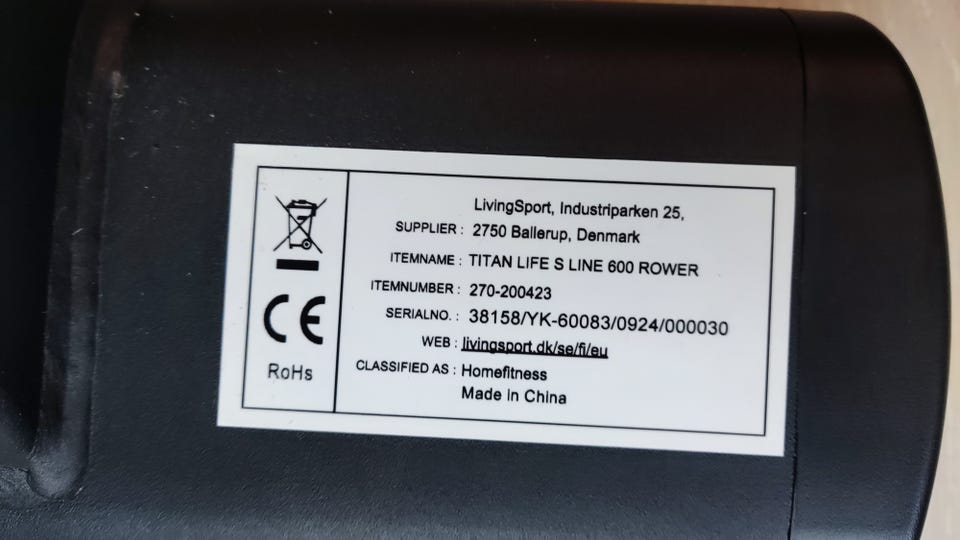 LivingSport, Industriparken 25,
SUPPLIER : 2750 Ballerup, Denmark
ITEMNAME : TITAN LIFE S LINE 600 ROWER
ITEMNUMBER : 270-200423
SERIALNO. : 38158/YK-60083/0924/000030
WEB : livingsport.dk/se/fi/eu
CLASSIFIED AS : Homefitness
Made in China
CE
RoHs